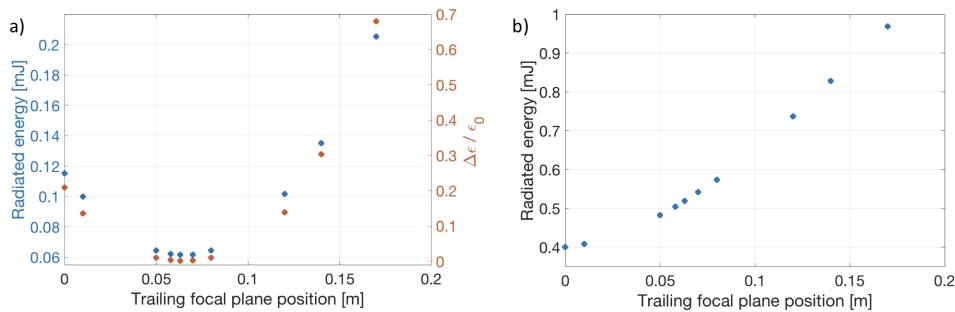 a)
0.2
0.18
0.16
0.14
0.12
0.1
0.08
0.06
Radiated energy [mJ]
0.7
0.6
0.5
0.4
0.3
0.2
0.1
0
Δϵ / ϵ0
0 0.05 0.1 0.15 0.2
Trailing focal plane position [m]
b)
1
0.9
0.8
0.7
0.6
0.5
0.4
Radiated energy [mJ]
0 0.05 0.1 0.15 0.2
Trailing focal plane position [m]